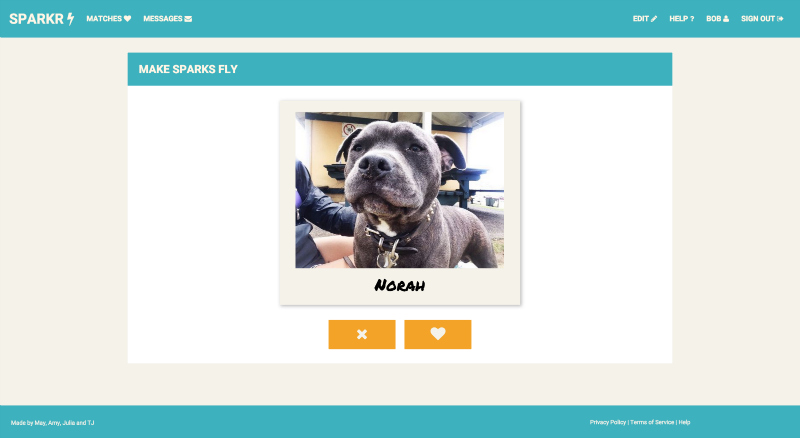 SPARKR MATCHES MESSAGES EDIT HELP ? BOB SIGN OUT
MAKE SPARKS FLY
NORAH
Made by May, Amy, Julia and TJ Privacy Policy | Terms of Service | Help